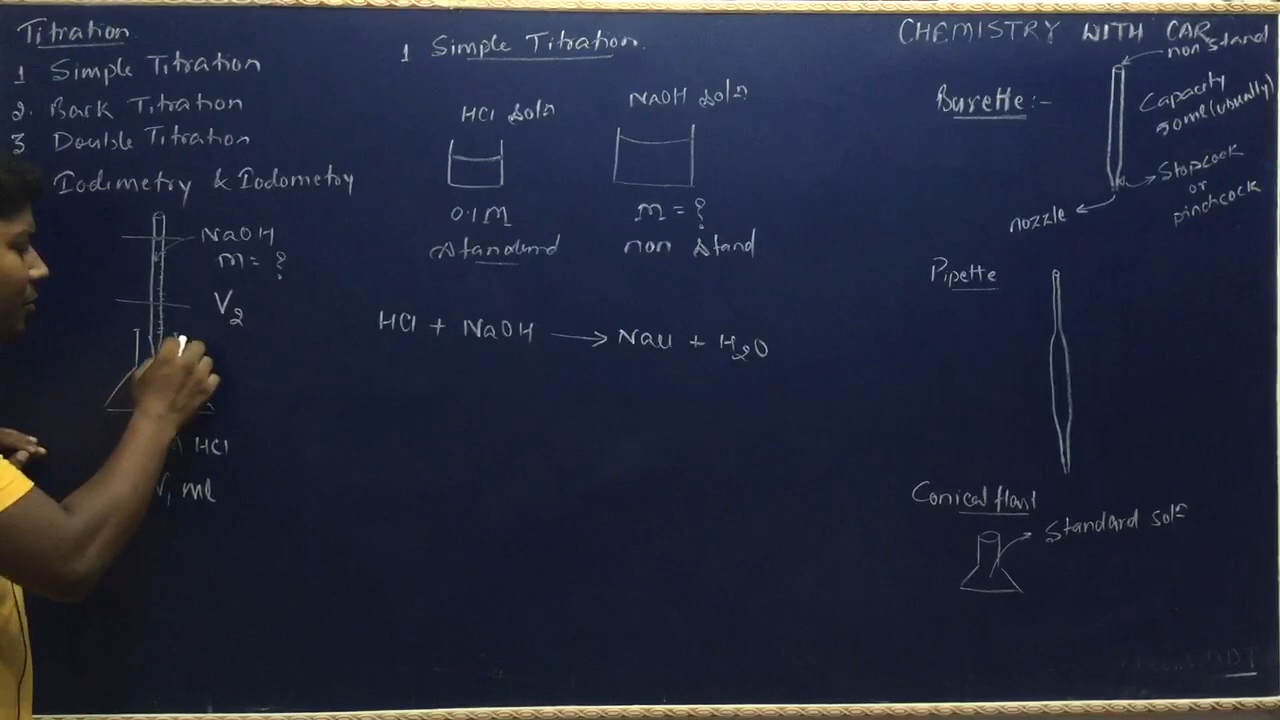 Titration
1 Simple Titration
2. Back Titration
3 Double Titration
Iodimetry & Iodometry
NaOH
m = ?
V2
HCl
V1 ml
1 Simple Titration.
HCl Soln
0.1M
Standard
NaOH Soln
M = ?
non Stand
HCl + NaOH → NaCl + H2O
CHEMISTRY WITH CAR
non stand
Burette:-
Capacity
50ml (usually)
Stopcock
or
pinchcock
nozzle
Pipette
Conical flask
Standard soln